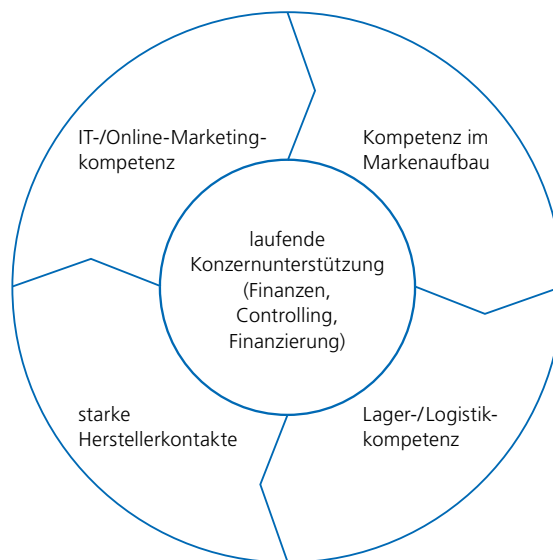 IT-/Online-Marketing-
kompetenz
Kompetenz im
Markenaufbau
laufende
Konzernunterstützung
(Finanzen,
Controlling,
Finanzierung)
starke
Herstellerkontakte
Lager-/Logistik-
kompetenz